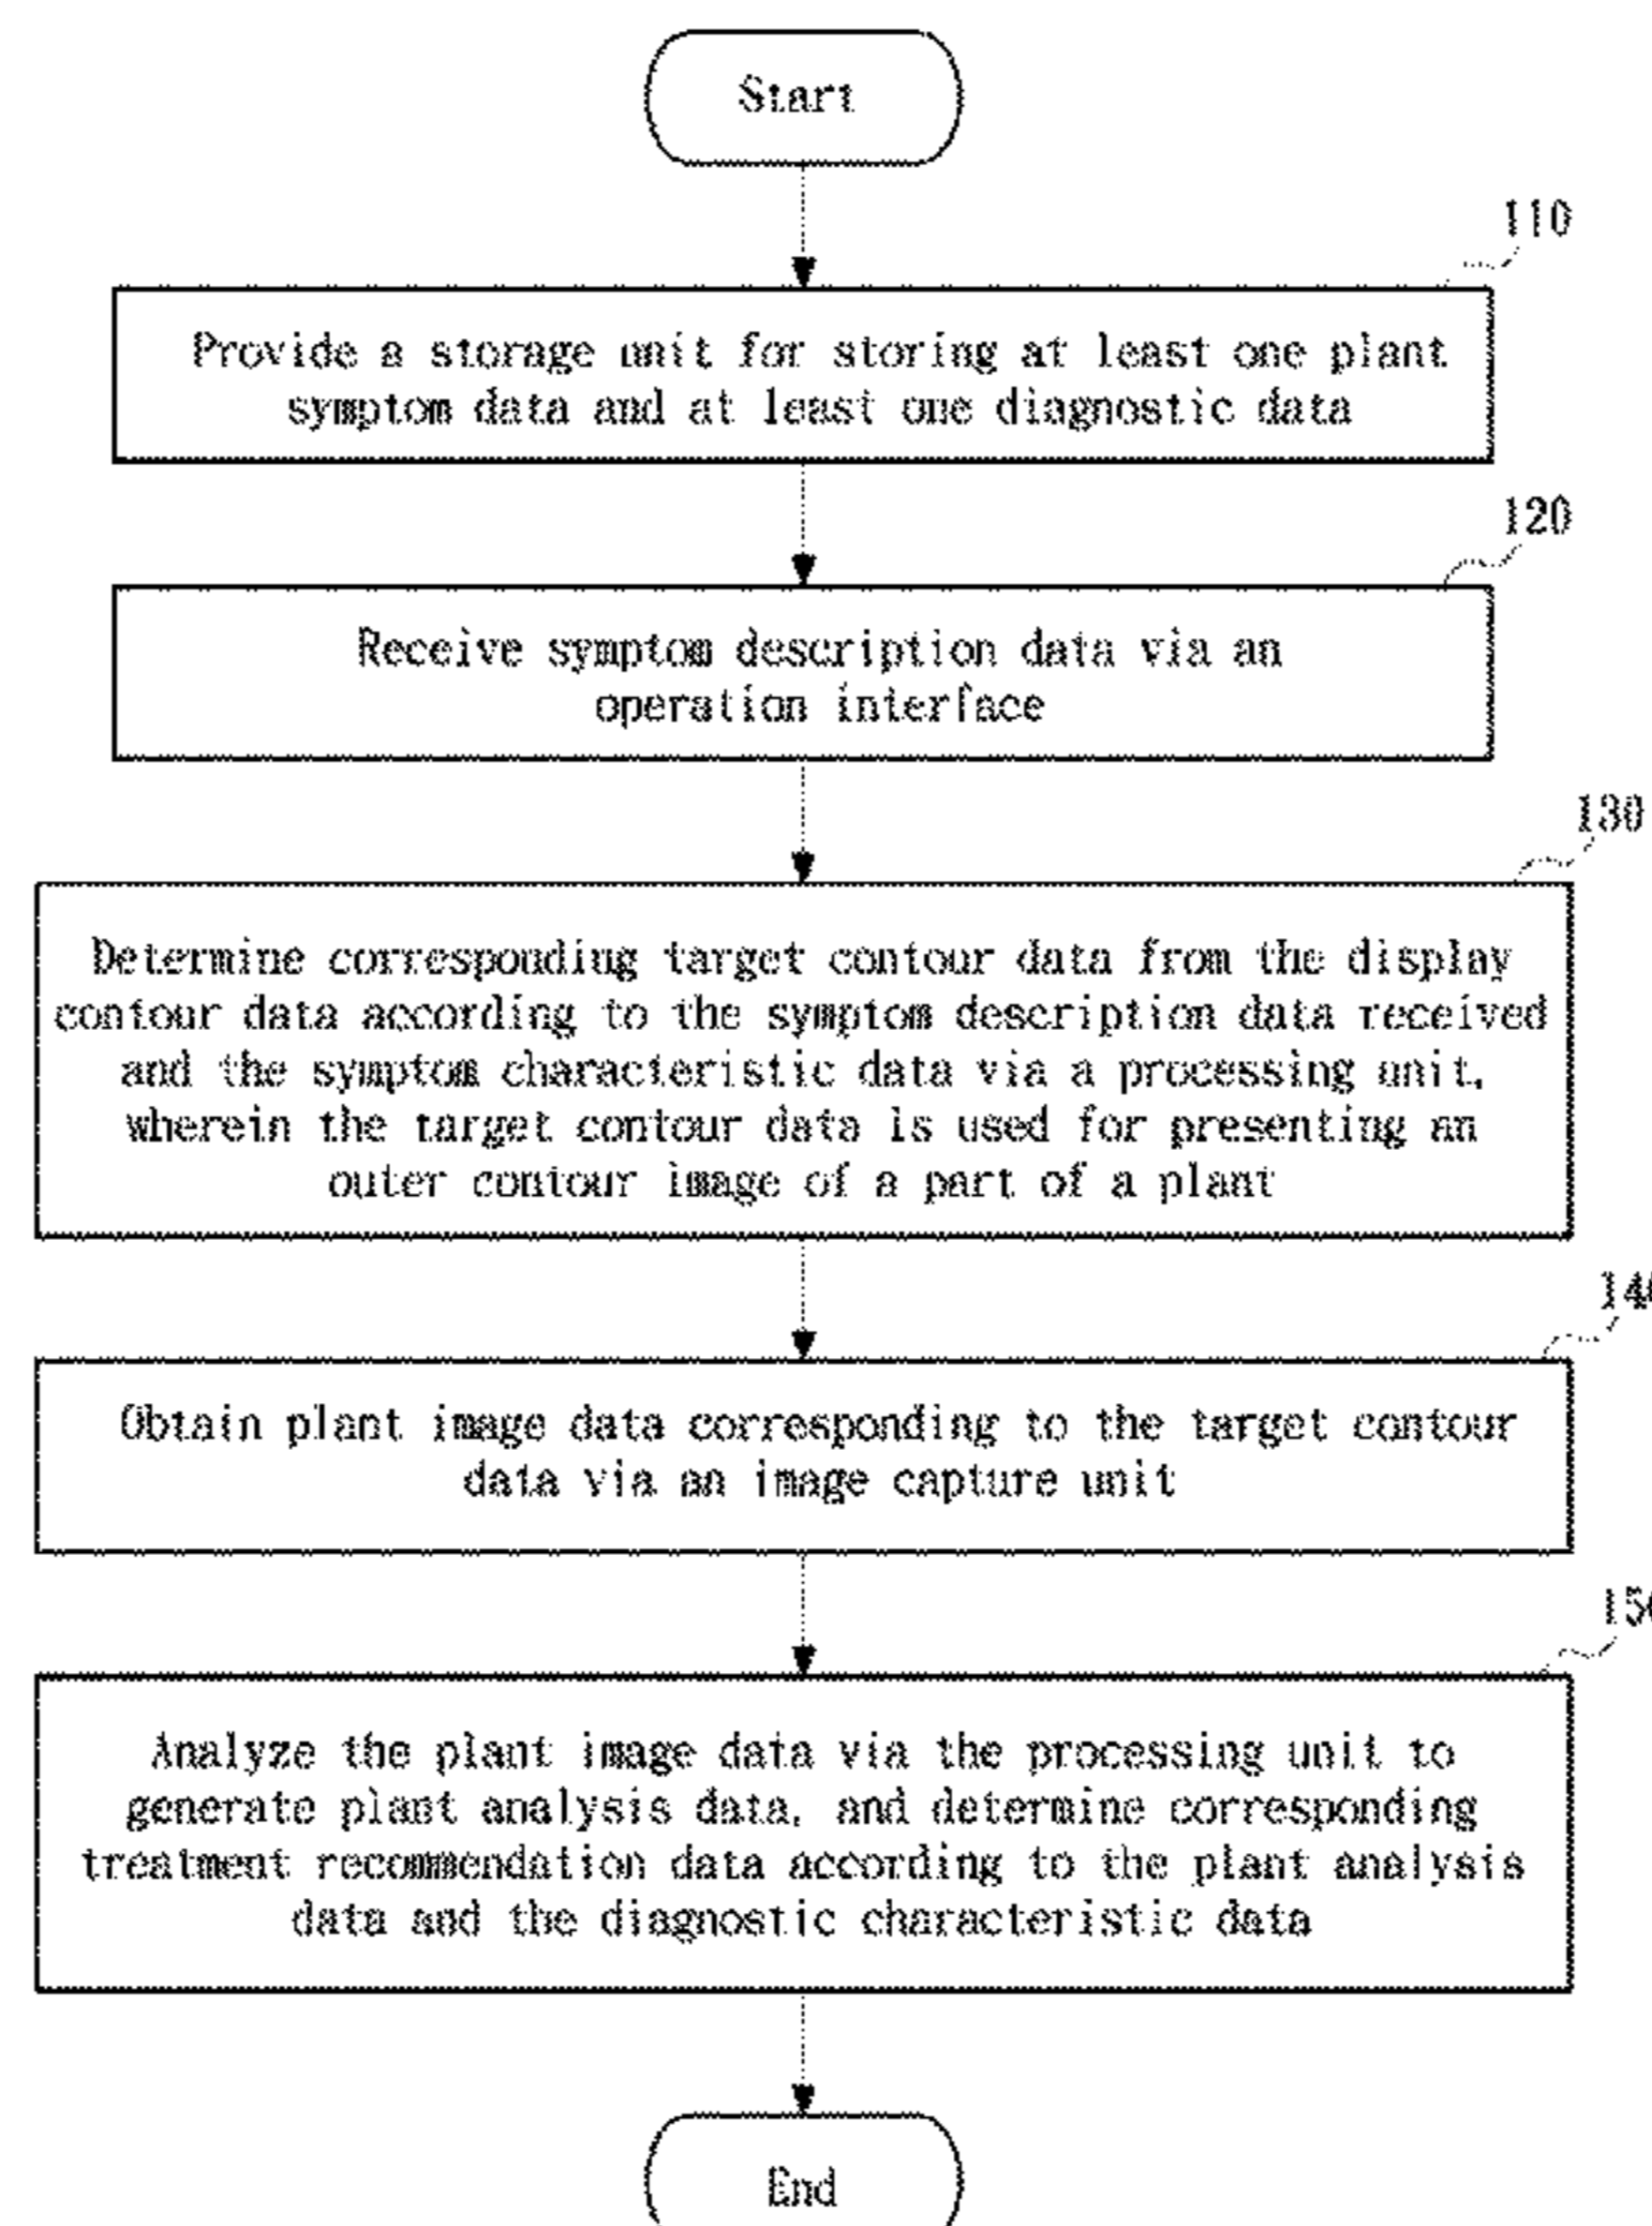 Start
110
Provide a storage unit for storing at least one plant
symptom data and at least one diagnostic data
120
Receive symptom description data via an
operation interface
130
Determine corresponding target contour data from the display
contour data according to the symptom description data received
and the symptom characteristic data via a processing unit,
wherein the target contour data is used for presenting an
outer contour image of a part of a plant
140
Obtain plant image data corresponding to the target contour
data via an image capture unit
150
Analyze the plant image data via the processing unit to
generate plant analysis data, and determine corresponding
treatment recommendation data according to the plant analysis
data and the diagnostic characteristic data
End